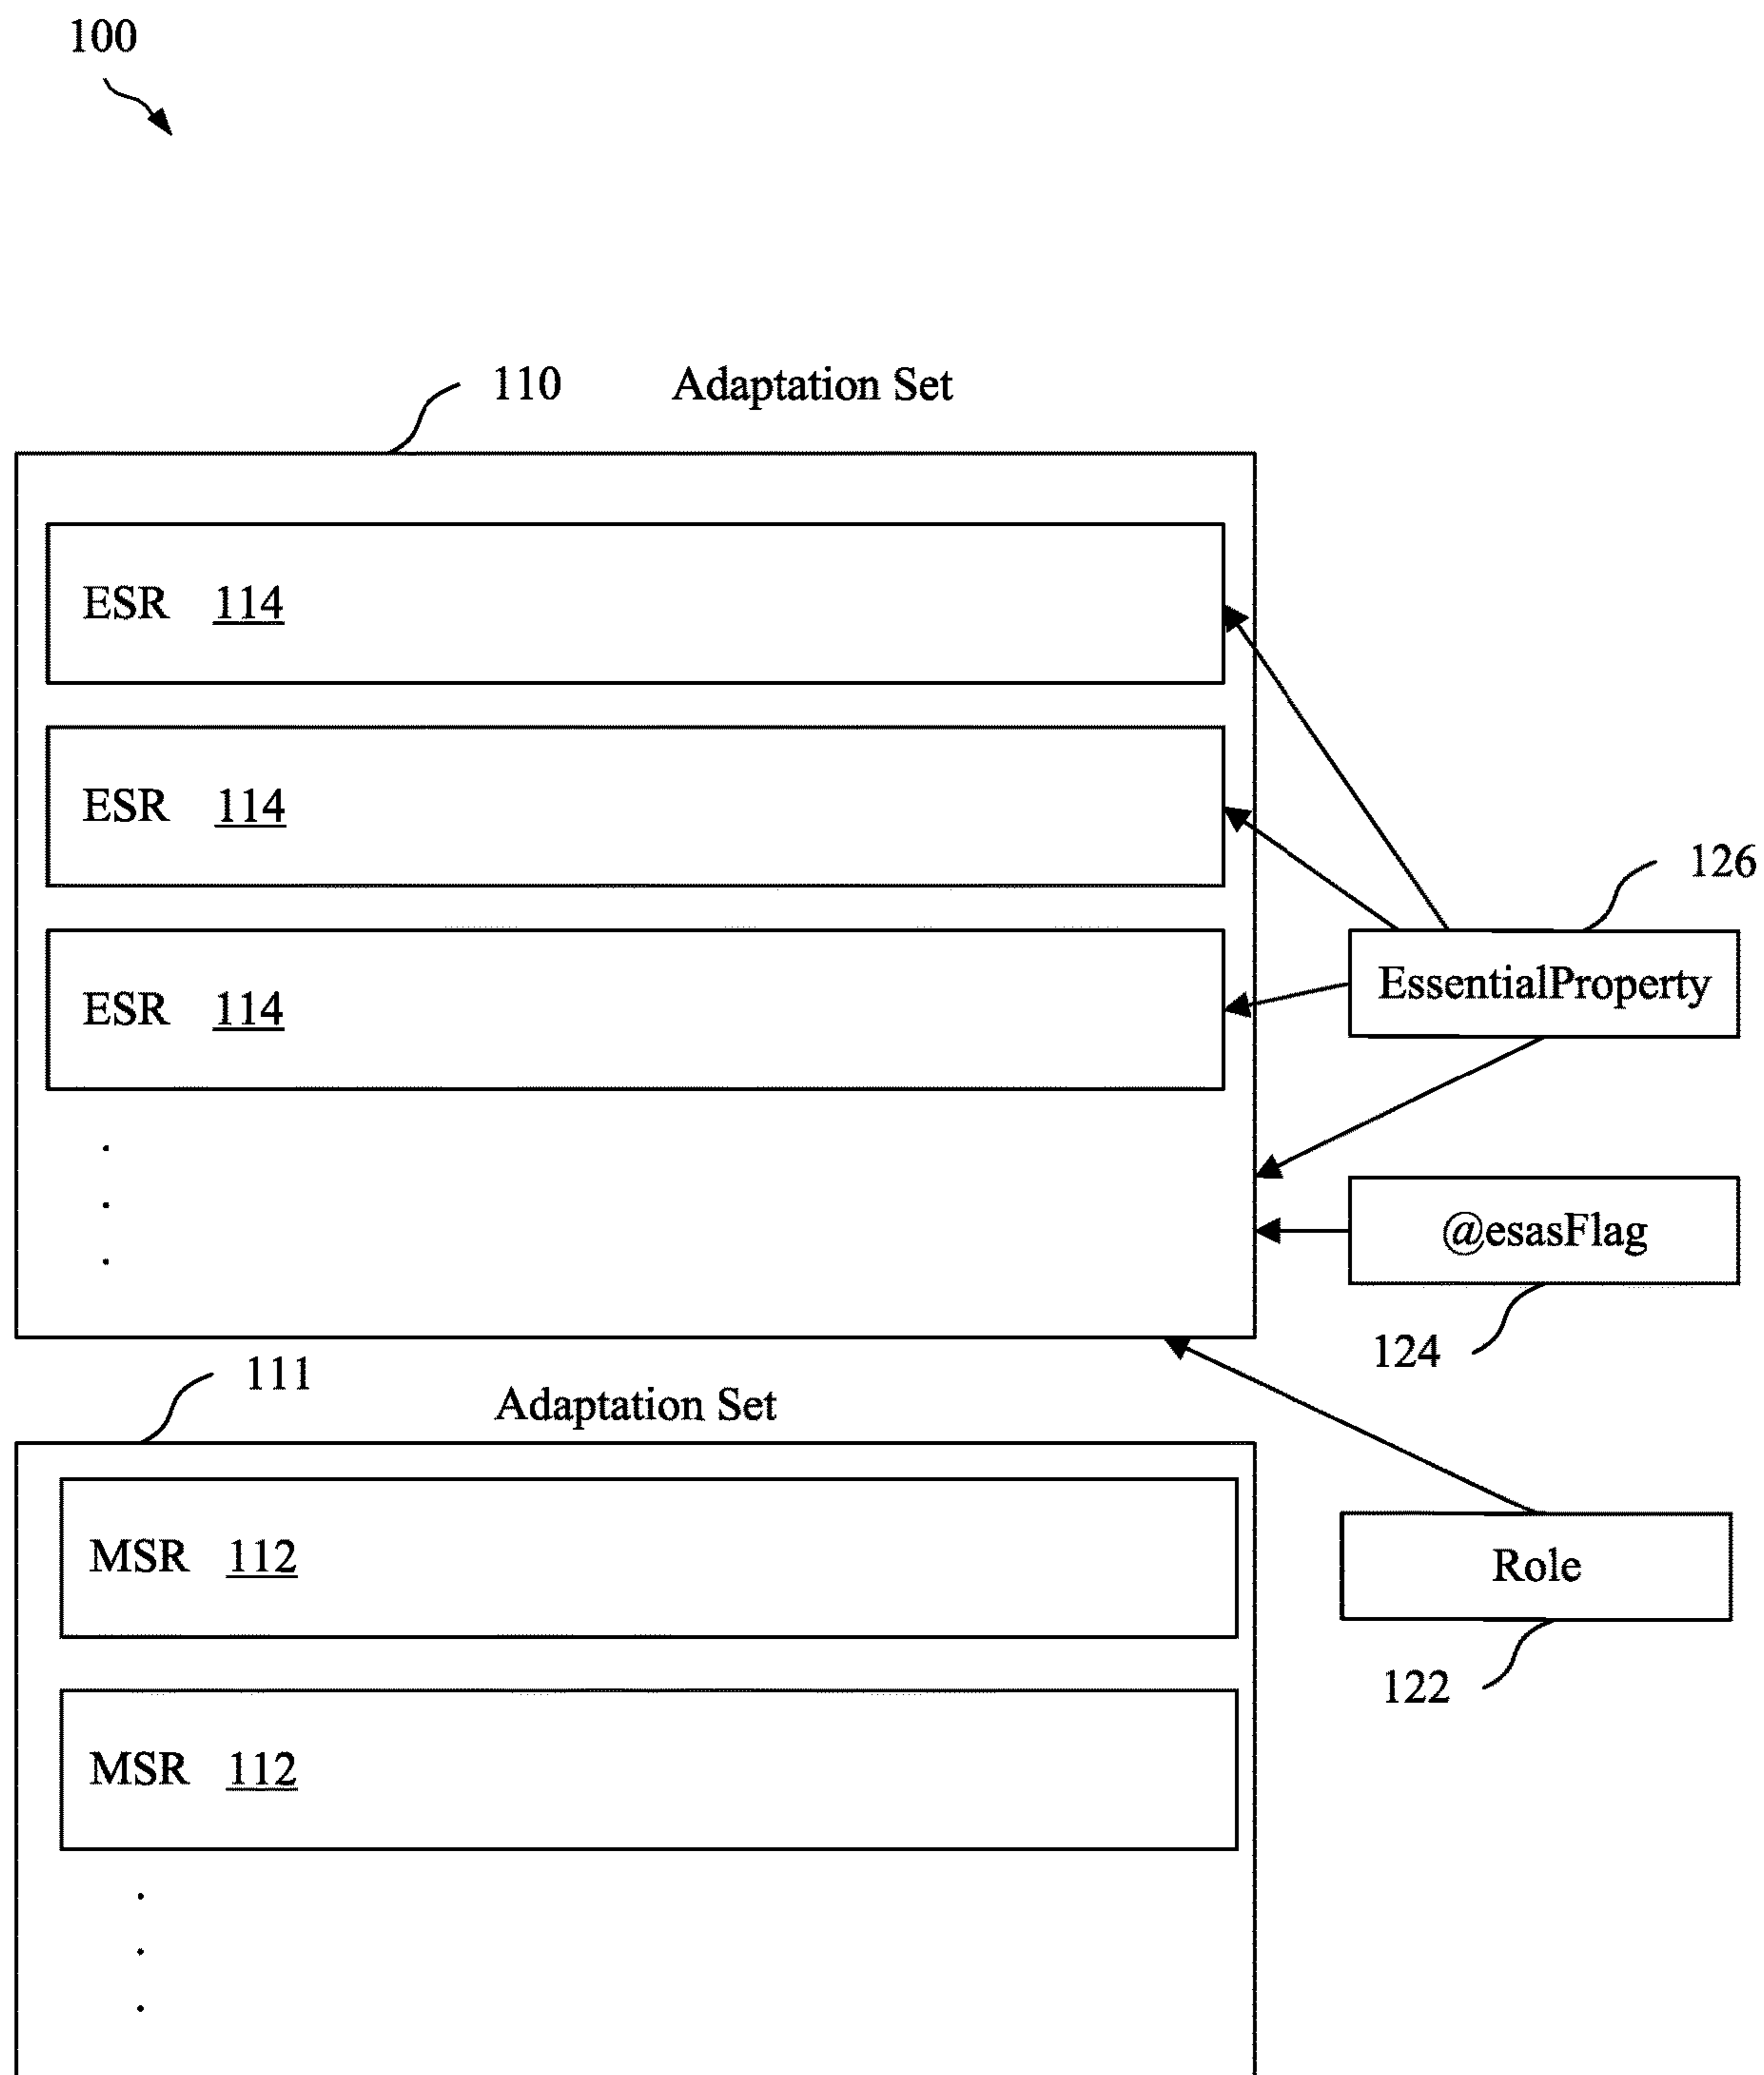 100
110 Adaptation Set
ESR 114
ESR 114
126
ESR 114
EssentialProperty
@esasFlag
124
111
Adaptation Set
MSR 112
Role
122
MSR 112